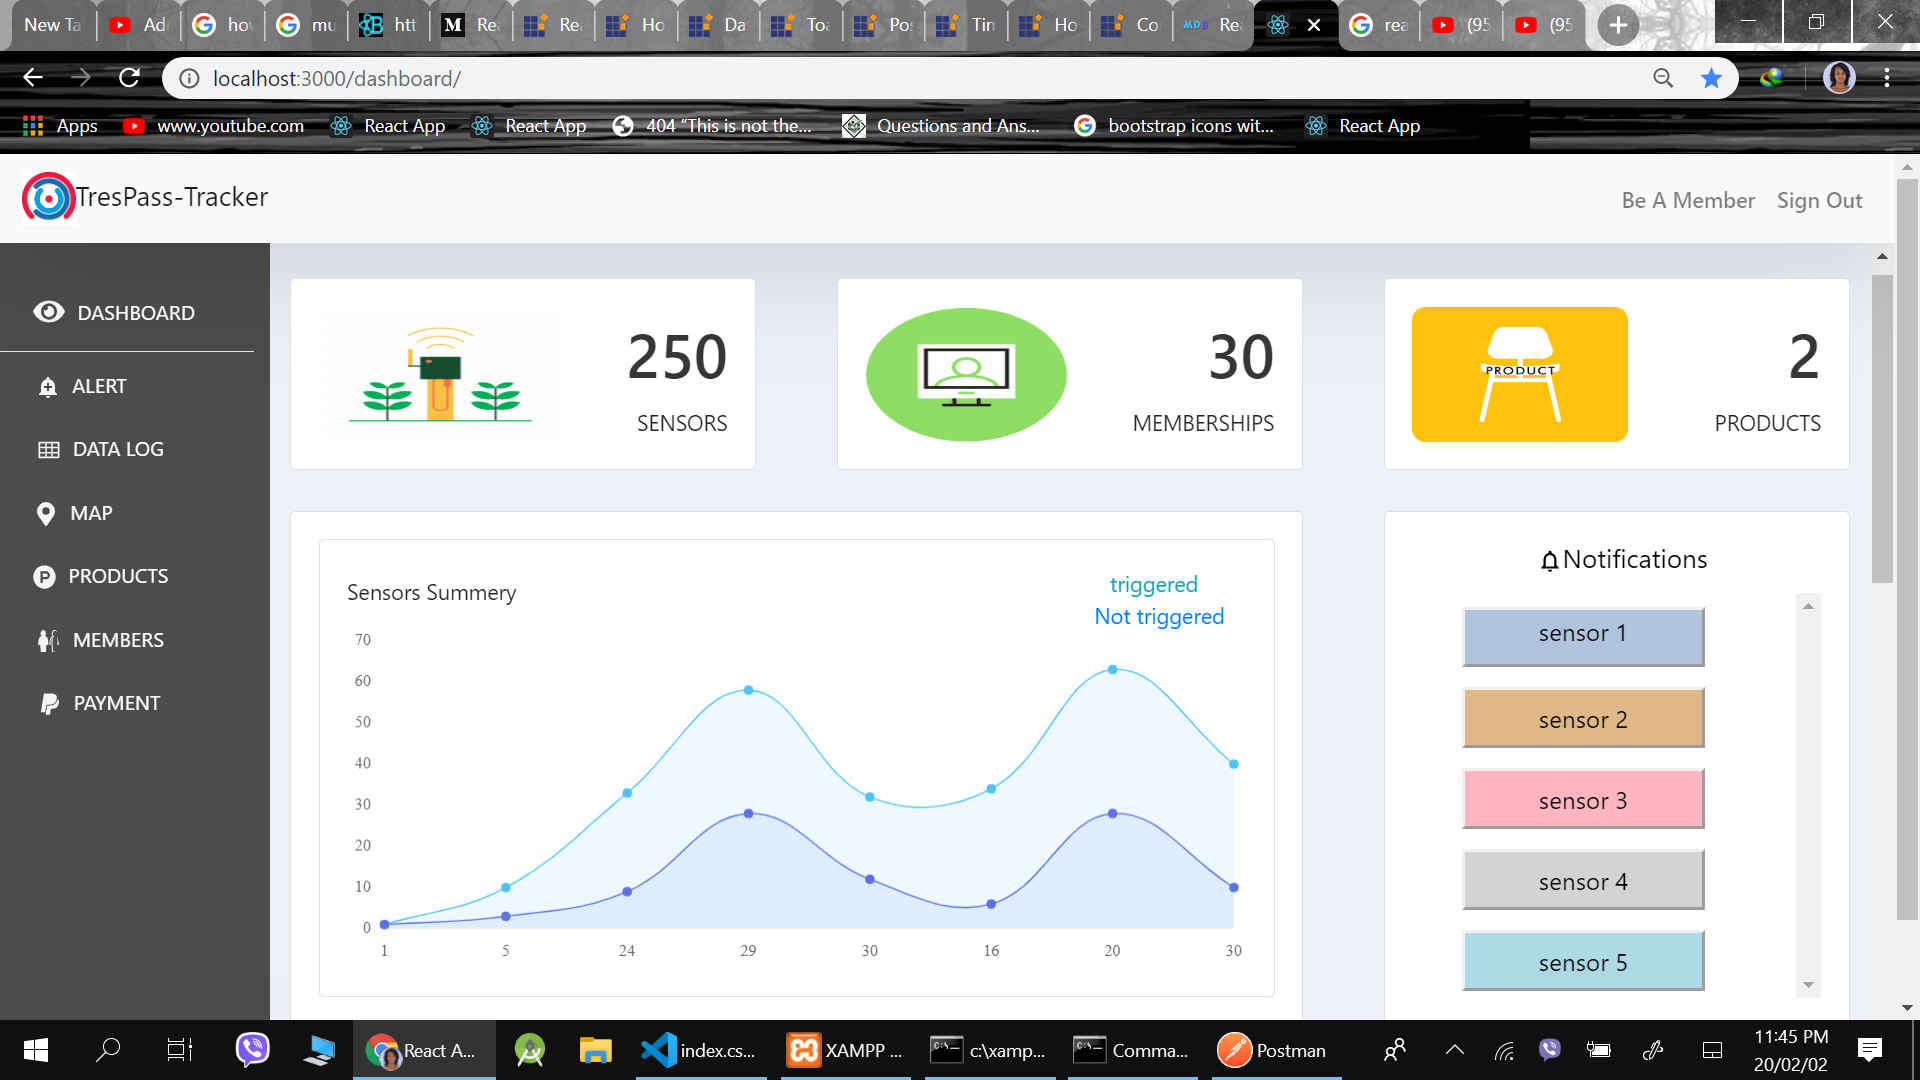 New Ta
Ad
hov
mu
htt
Re
Rea
Ho
Da
Toa
Po
Tin
Ho
Co
Re
rea
(95
(95
localhost:3000/dashboard/
Apps
www.youtube.com
React App
React App
404 “This is not the...
Questions and Ans...
bootstrap icons wit...
React App
TresPass-Tracker
Be A Member
Sign Out
DASHBOARD
ALERT
DATA LOG
MAP
PRODUCTS
MEMBERS
PAYMENT
250
SENSORS
30
MEMBERSHIPS
PRODUCT
2
PRODUCTS
Sensors Summery
triggered
Not triggered
70
60
50
40
30
20
10
0
1 5 24 29 30 16 20 30
Notifications
sensor 1
sensor 2
sensor 3
sensor 4
sensor 5
React A...
index.cs...
XAMPP ...
c:\xamp...
Comma...
Postman
11:45 PM
20/02/02